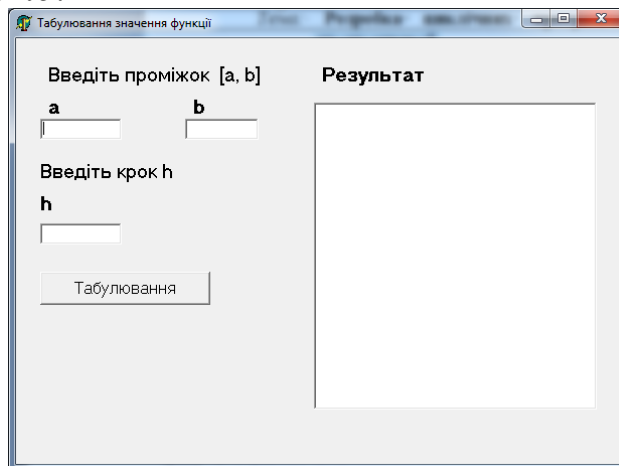 Табулювання значення функції
Введіть проміжок [a, b]
Результат
a
b
Введіть крок h
h
Табулювання